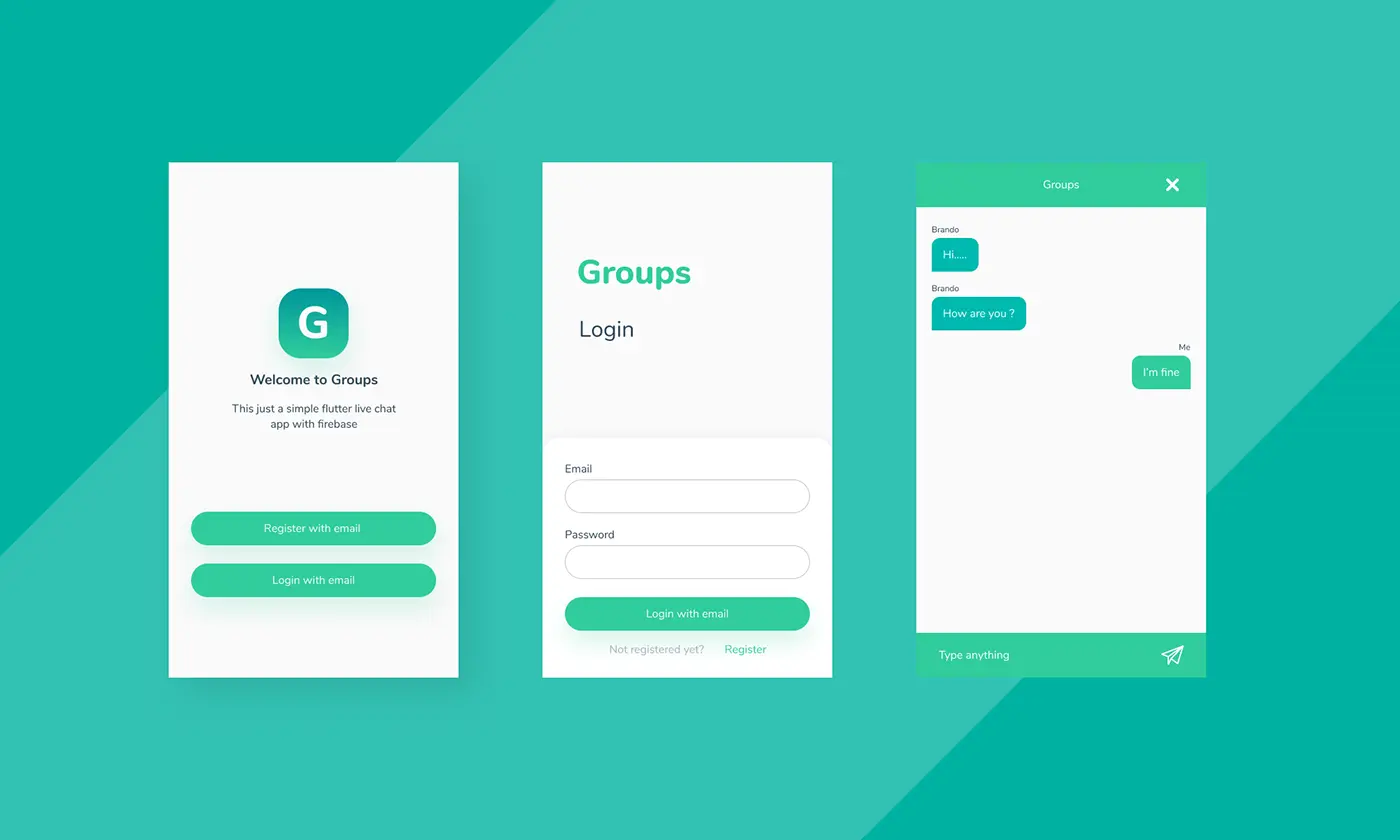 G
Welcome to Groups
This just a simple flutter live chat
app with firebase
Register with email
Login with email
Groups
Login
Email
Password
Login with email
Not registered yet? Register
Groups
Brando
Hi.....
Brando
How are you ?
Me
I'm fine
Type anything